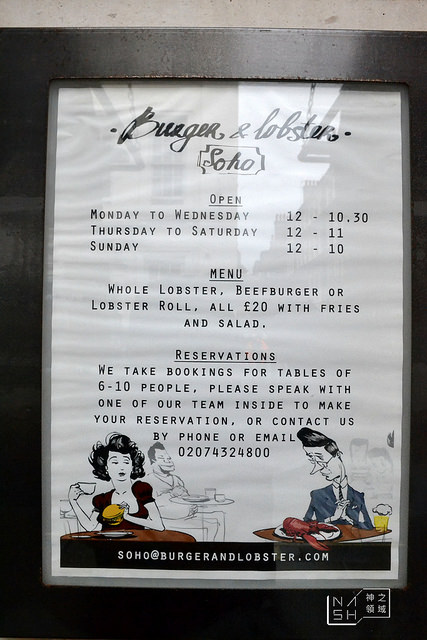 · Burger & lobster ·
Soho
OPEN
MONDAY TO WEDNESDAY 12 - 10.30
THURSDAY TO SATURDAY 12 - 11
SUNDAY 12 - 10
MENU
WHOLE LOBSTER, BEEFBURGER OR
LOBSTER ROLL, ALL £20 WITH FRIES
AND SALAD.
RESERVATIONS
WE TAKE BOOKINGS FOR TABLES OF
6-10 PEOPLE, PLEASE SPEAK WITH
ONE OF OUR TEAM INSIDE TO MAKE
YOUR RESERVATION, OR CONTACT US
BY PHONE OR EMAIL
02074324800
SOHO@BURGERANDLOBSTER.COM
NASH 神之領域